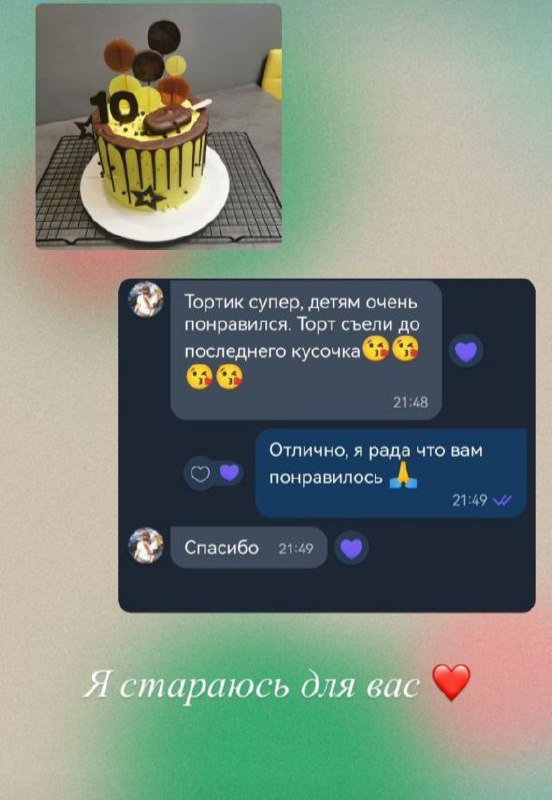 10
Тортик супер, детям очень
понравился. Торт съели до
последнего кусочка😘😘
😘😘
21:48
Отлично, я рада что вам
понравилось 🙏
21:49
Спасибо 21:49
Я стараюсь для вас ❤️